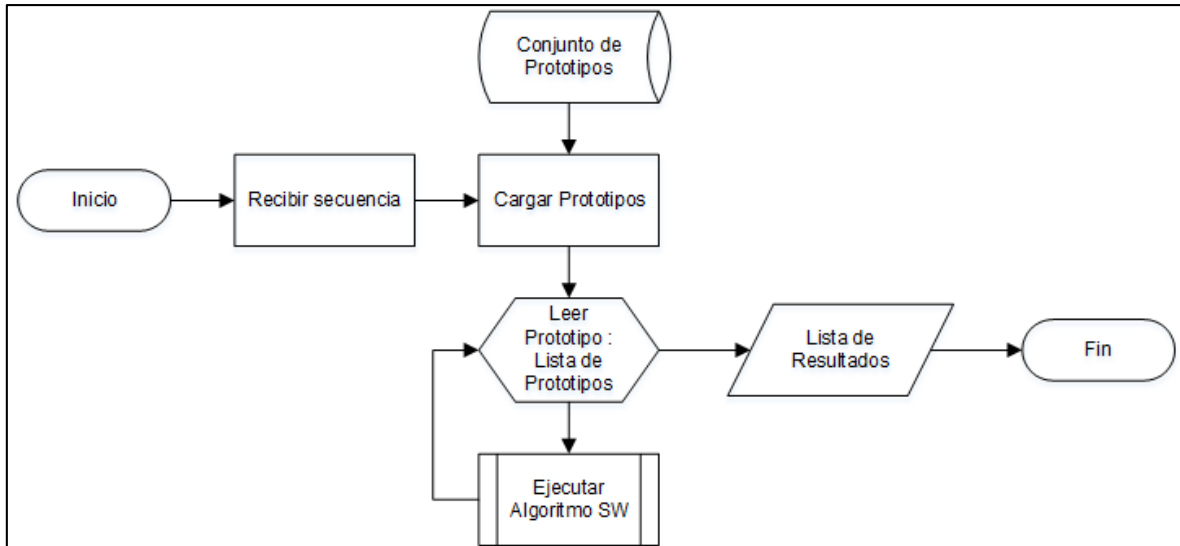 Conjunto de
Prototipos
Inicio
Recibir secuencia
Cargar Prototipos
Leer
Prototipo :
Lista de
Prototipos
Lista de
Resultados
Fin
Ejecutar
Algoritmo SW